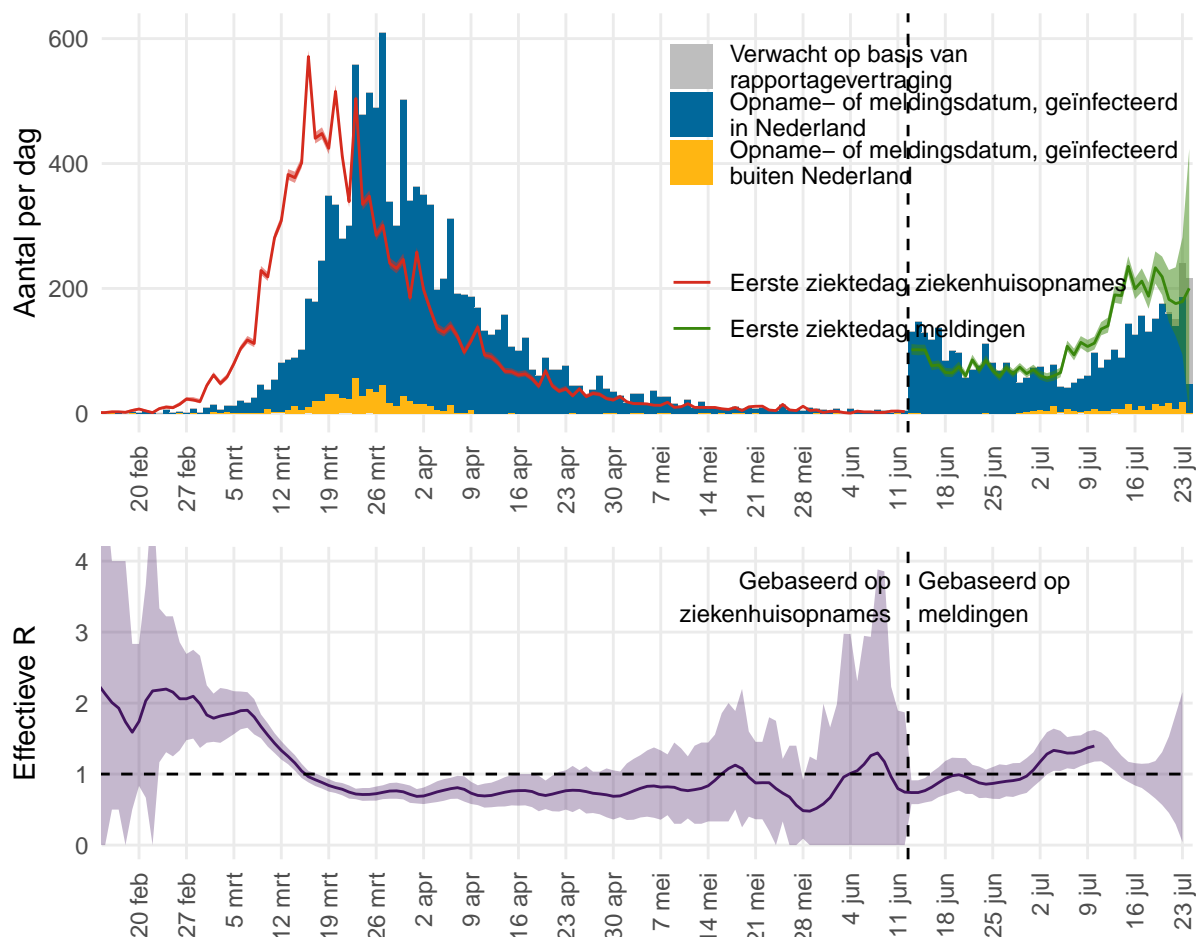 600
400
200
0
Aantal per dag
Verwacht op basis van
rapportagevertraging
Opname– of meldingsdatum, geïnfecteerd
in Nederland
Opname– of meldingsdatum, geïnfecteerd
buiten Nederland
Eerste ziektedag ziekenhuisopnames
Eerste ziektedag meldingen
20 feb
27 feb
5 mrt
12 mrt
19 mrt
26 mrt
2 apr
9 apr
16 apr
23 apr
30 apr
7 mei
14 mei
21 mei
28 mei
4 jun
11 jun
18 jun
25 jun
2 jul
9 jul
16 jul
23 jul
4
3
2
1
0
Effectieve R
Gebaseerd op
ziekenhuisopnames
Gebaseerd op
meldingen
20 feb
27 feb
5 mrt
12 mrt
19 mrt
26 mrt
2 apr
9 apr
16 apr
23 apr
30 apr
7 mei
14 mei
21 mei
28 mei
4 jun
11 jun
18 jun
25 jun
2 jul
9 jul
16 jul
23 jul